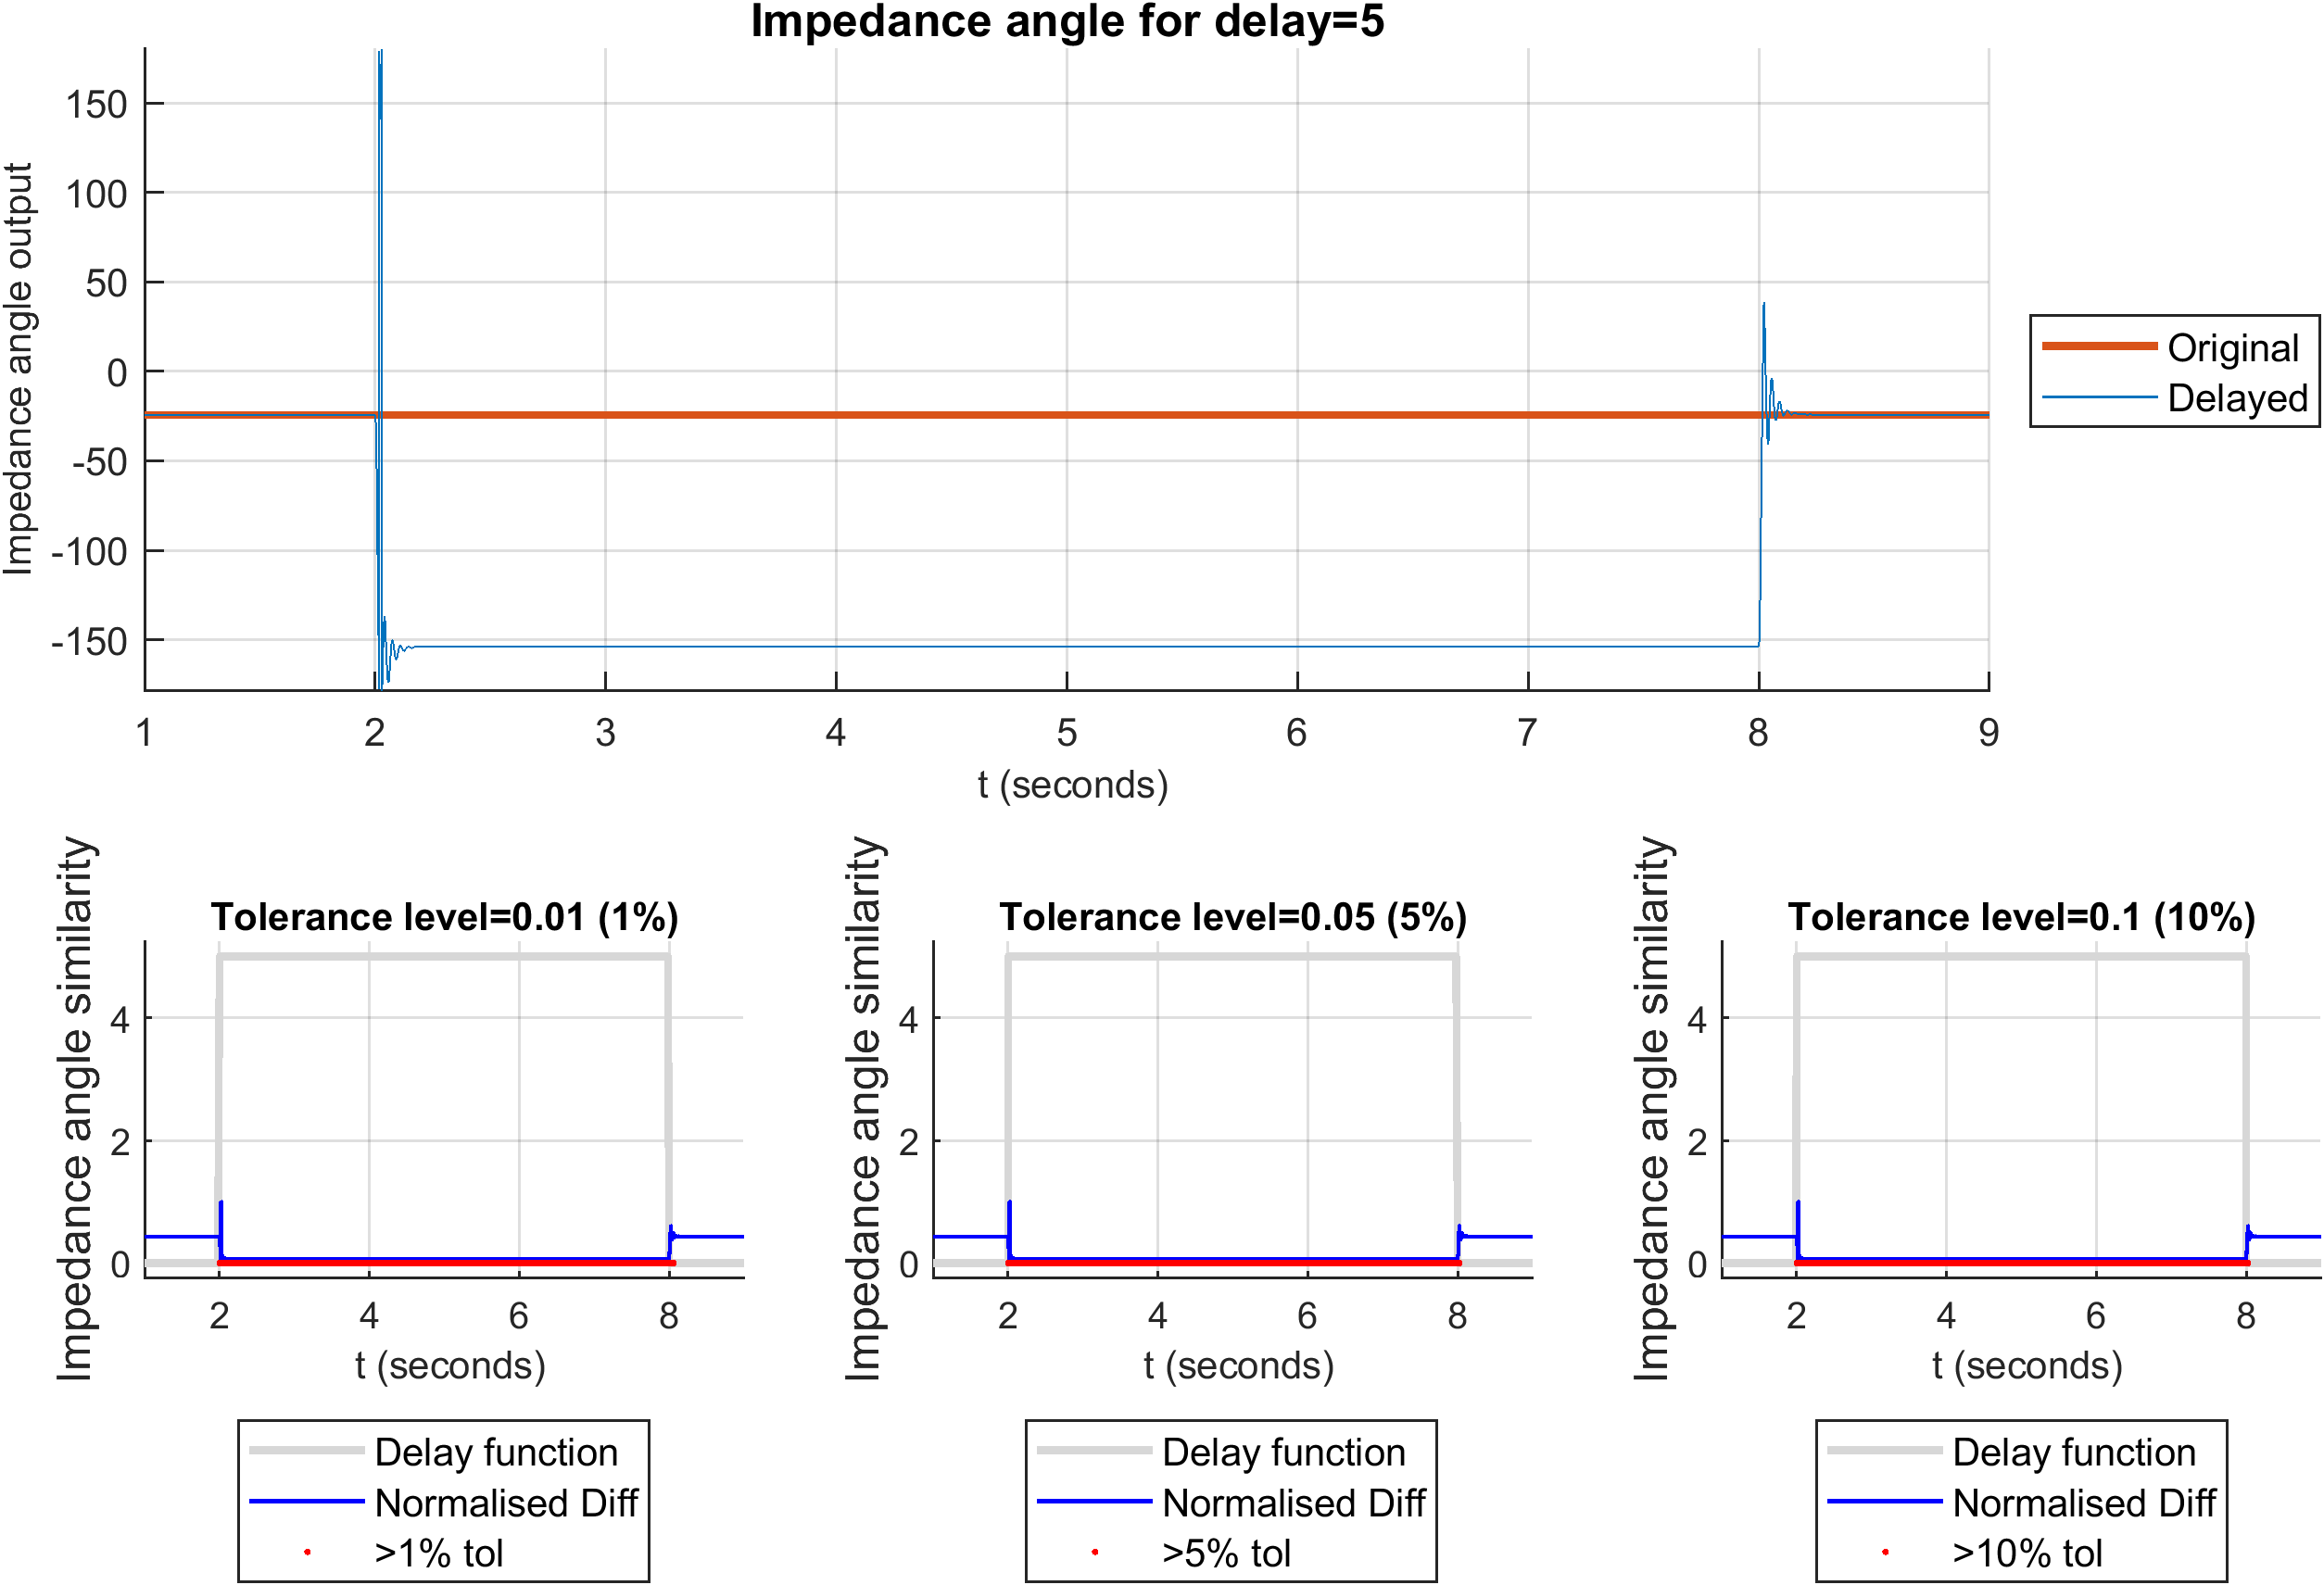 Impedance angle for delay=5
Impedance angle output
150
100
50
0
-50
-100
-150
1 2 3 4 5 6 7 8 9
t (seconds)
Original
Delayed
Tolerance level=0.01 (1%)
Impedance angle similarity
4
2
0
2 4 6 8
t (seconds)
Delay function
Normalised Diff
>1% tol
Tolerance level=0.05 (5%)
Impedance angle similarity
4
2
0
2 4 6 8
t (seconds)
Delay function
Normalised Diff
>5% tol
Tolerance level=0.1 (10%)
Impedance angle similarity
4
2
0
2 4 6 8
t (seconds)
Delay function
Normalised Diff
>10% tol